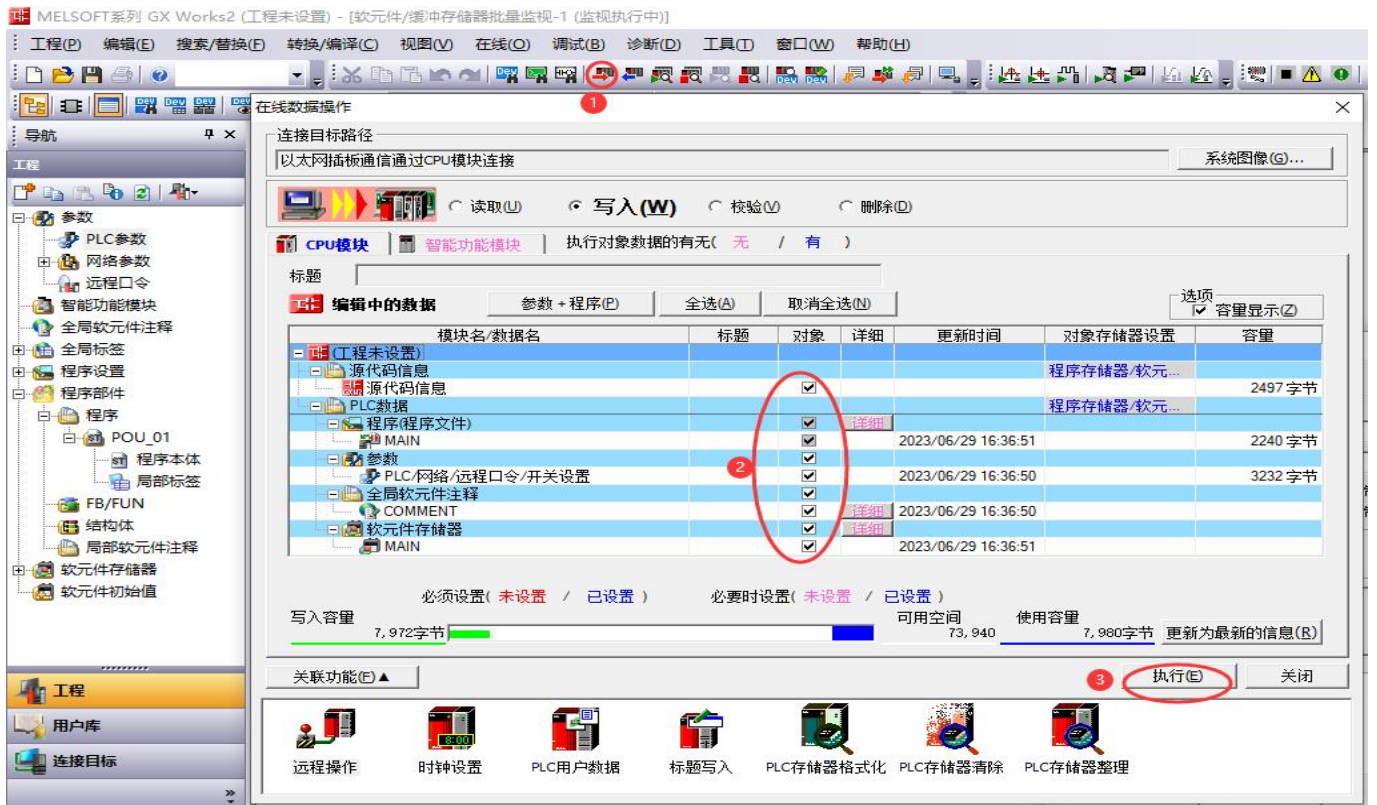 MELSOFT系列 GX Works2 (工程未设置) - [软元件/缓冲存储器批量监视-1 (监视执行中)]
工程(P) 编辑(E) 搜索/替换(F) 转换/编译(C) 视图(V) 在线(O) 调试(B) 诊断(D) 工具(T) 窗口(W) 帮助(H)
1
在线数据操作
导航
工程
参数
PLC参数
网络参数
远程口令
智能功能模块
全局软元件注释
全局标签
程序设置
程序部件
程序
POU_01
程序本体
局部标签
FB/FUN
结构体
局部软元件注释
软元件存储器
软元件初始值
工程
用户库
连接目标
连接目标路径
以太网插板通信通过CPU模块连接
系统图像(G)...
读取(U) 写入(W) 校验(V) 删除(D)
CPU模块 智能功能模块 执行对象数据的有无( 无 / 有 )
标题
编辑中的数据 参数+程序(P) 全选(A) 取消全选(N)
选项
容量显示(Z)
模块名/数据名 标题 对象 详细 更新时间 对象存储器设置 容量
(工程未设置)
源代码信息 程序存储器/软元...
源代码信息 2497 字节
PLC数据 程序存储器/软元...
程序(程序文件) 详细
MAIN 2023/06/29 16:36:51 2240 字节
参数
2
PLC/网络/远程口令/开关设置 2023/06/29 16:36:50 3232 字节
全局软元件注释
COMMENT 详细 2023/06/29 16:36:50
软元件存储器 详细
MAIN 2023/06/29 16:36:51
必须设置( 未设置 / 已设置 ) 必要时设置( 未设置 / 已设置 )
写入容量 可用空间 使用容量
7,972字节 73,940 7,980字节 更新为最新的信息(R)
关联功能(F)▲ 3 执行(E) 关闭
远程操作 时钟设置 PLC用户数据 标题写入 PLC存储器格式化 PLC存储器清除 PLC存储器整理